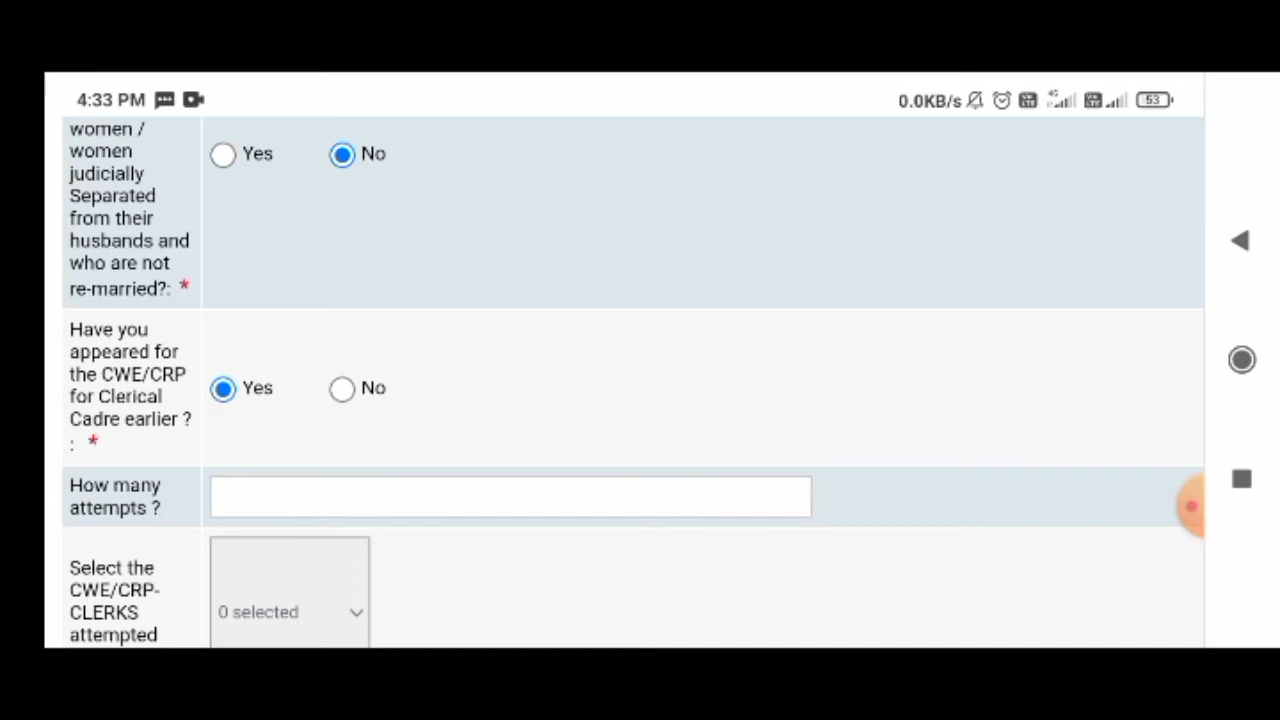 4:33 PM
0.0KB/s 4G 53
women /
women
judicially
Separated
from their
husbands and
who are not
re-married?: *
Yes No
Have you
appeared for
the CWE/CRP
for Clerical
Cadre earlier ?
: *
Yes No
How many
attempts ?
Select the
CWE/CRP-
CLERKS
attempted
0 selected